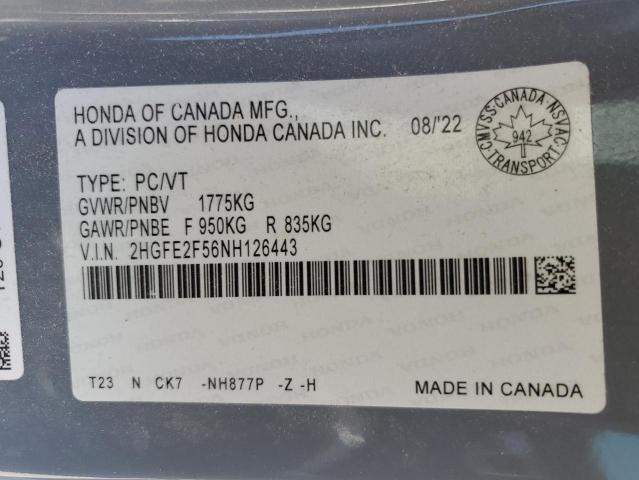 HONDA OF CANADA MFG.,
A DIVISION OF HONDA CANADA INC. 08/'22
CMVSS-CANADA-NSVAC
942
TRANSPORT
TYPE: PC/VT
GVWR/PNBV 1775KG
GAWR/PNBE F 950KG R 835KG
V.I.N. 2HGFE2F56NH126443
T23 N CK7 -NH877P -Z -H
MADE IN CANADA